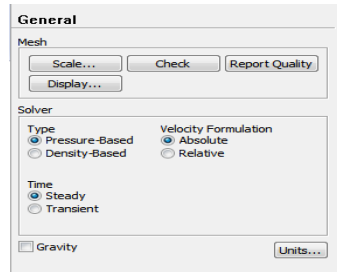 General
Mesh
Scale... Check Report Quality
Display...
Solver
Type Velocity Formulation
Pressure-Based Absolute
Density-Based Relative
Time
Steady
Transient
Gravity Units...